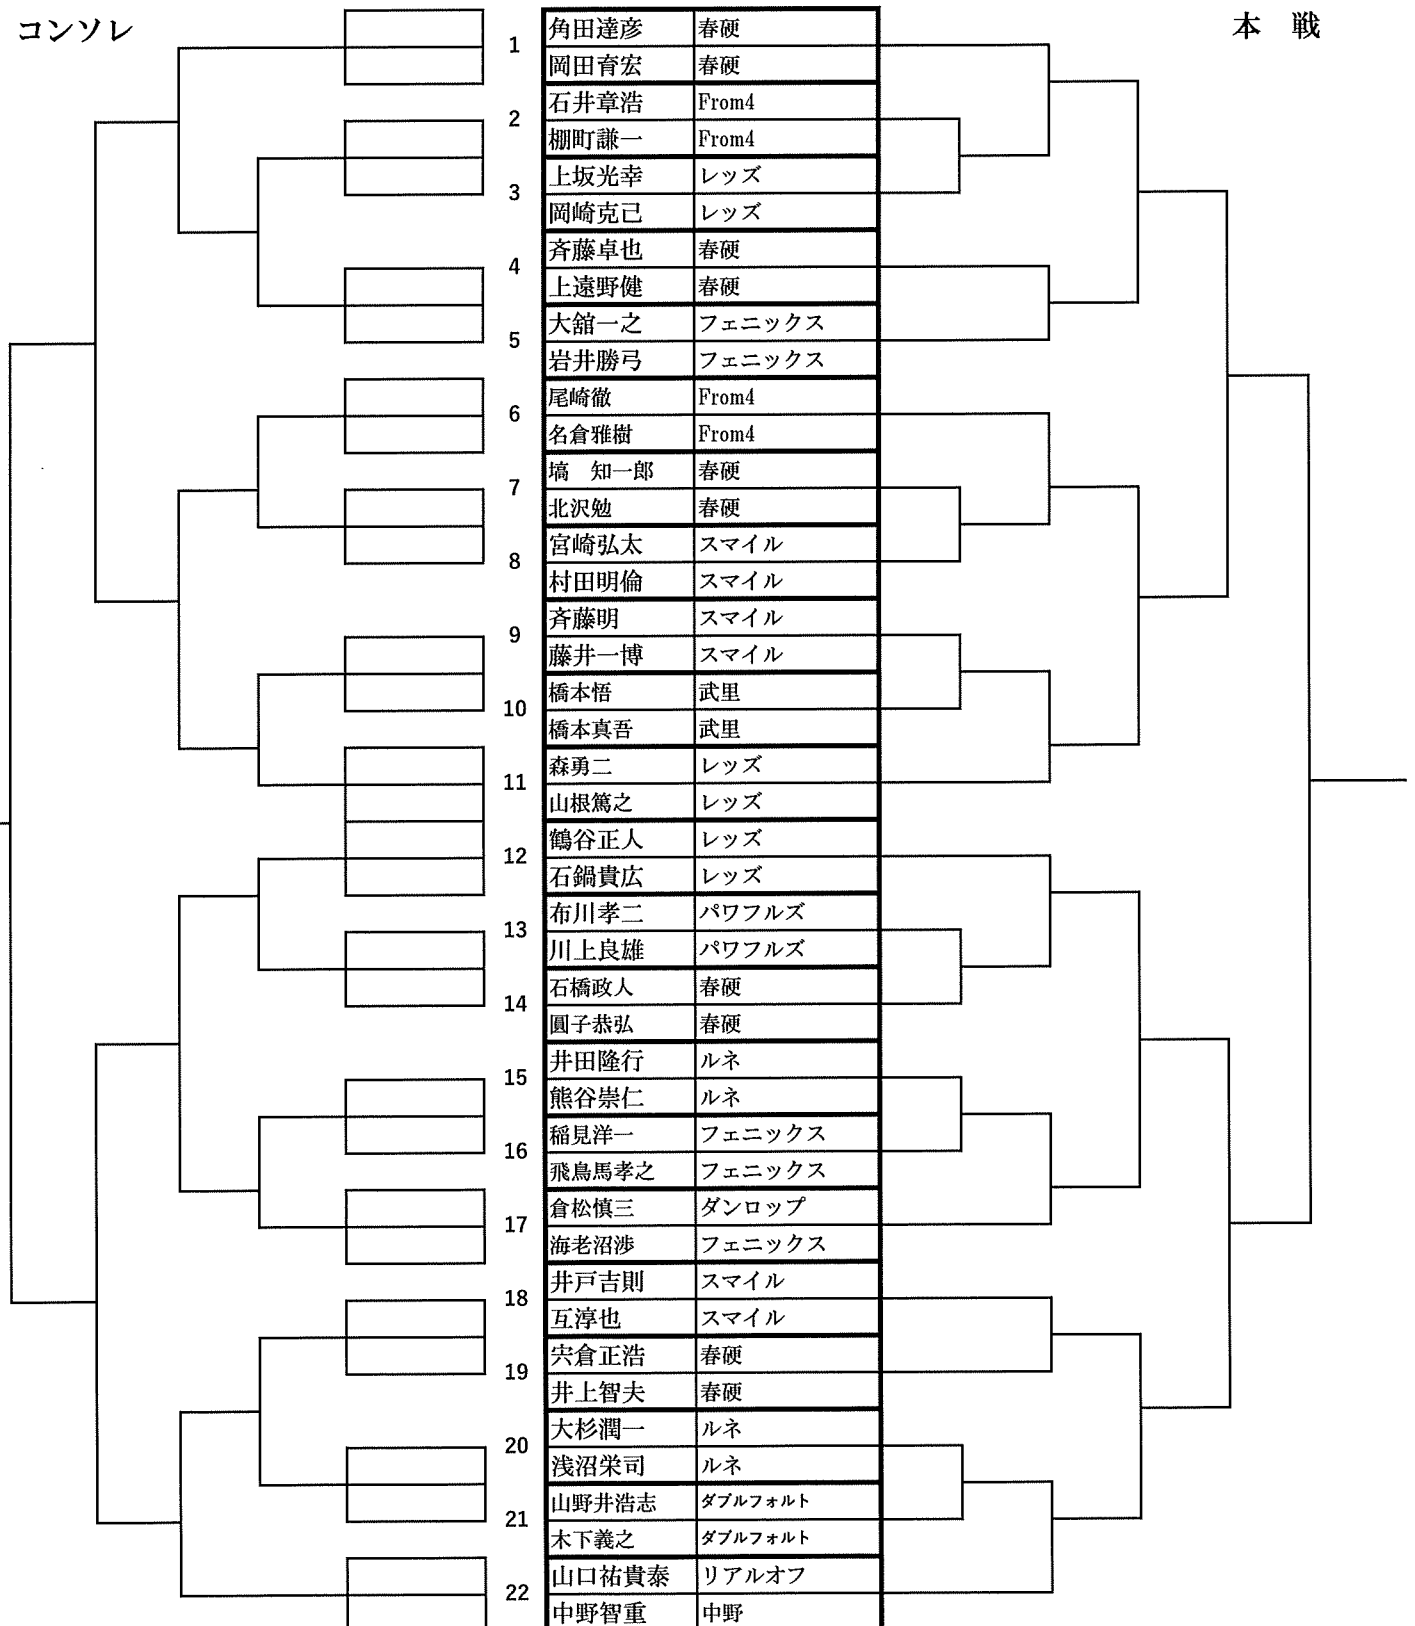 コンソレ
本 戦
1
角田達彦 春硬
岡田育宏 春硬
2
石井章浩 From4
棚町謙一 From4
3
上坂光幸 レッズ
岡崎克己 レッズ
4
斉藤卓也 春硬
上遠野健 春硬
5
大舘一之 フェニックス
岩井勝弓 フェニックス
6
尾崎徹 From4
名倉雅樹 From4
7
塙 知一郎 春硬
北沢勉 春硬
8
宮崎弘太 スマイル
村田明倫 スマイル
9
斉藤明 スマイル
藤井一博 スマイル
10
橋本悟 武里
橋本真吾 武里
11
森勇二 レッズ
山根篤之 レッズ
12
鶴谷正人 レッズ
石鍋貴広 レッズ
13
布川孝二 パワフルズ
川上良雄 パワフルズ
14
石橋政人 春硬
圓子恭弘 春硬
15
井田隆行 ルネ
熊谷崇仁 ルネ
16
稲見洋一 フェニックス
飛鳥馬孝之 フェニックス
17
倉松慎三 ダンロップ
海老沼渉 フェニックス
18
井戸吉則 スマイル
互淳也 スマイル
19
宍倉正浩 春硬
井上智夫 春硬
20
大杉潤一 ルネ
浅沼栄司 ルネ
21
山野井浩志 ダブルフォルト
木下義之 ダブルフォルト
22
山口祐貴泰 リアルオフ
中野智重 中野